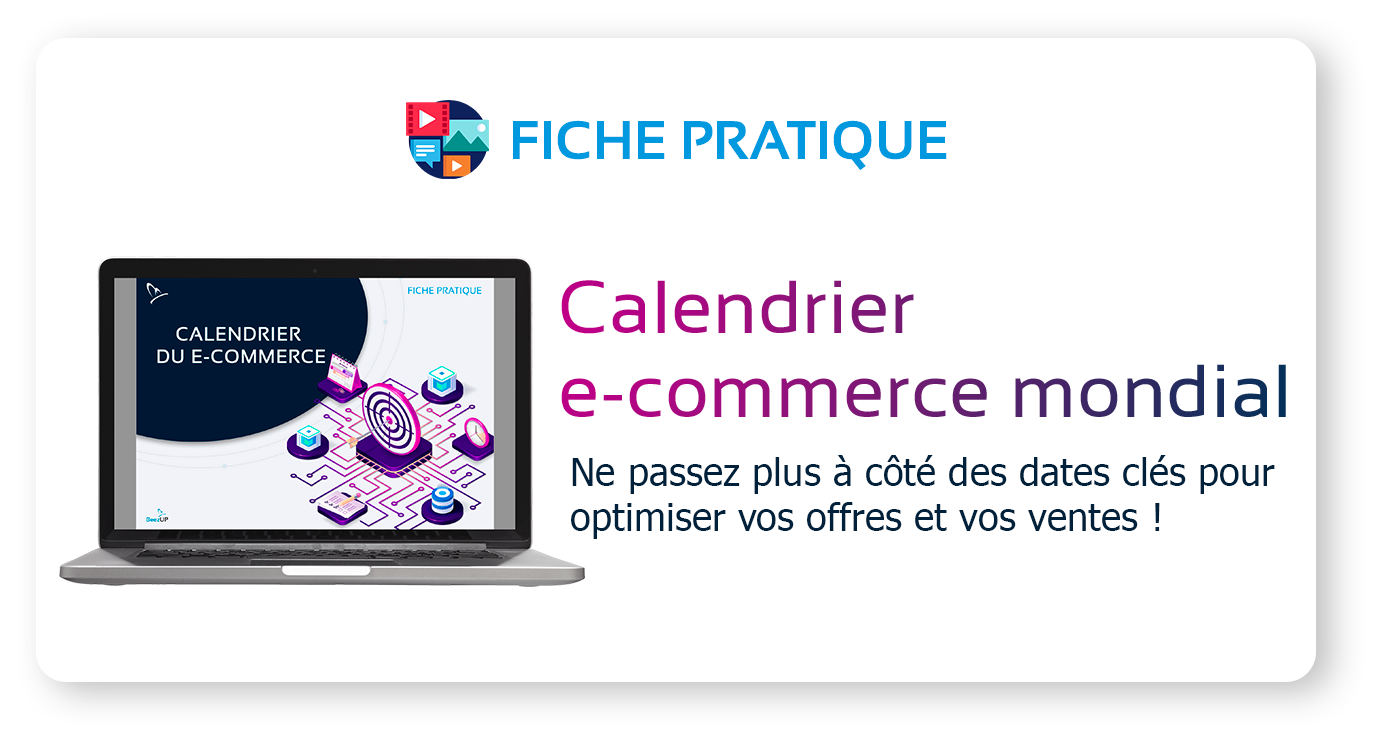 FICHE PRATIQUE
FICHE PRATIQUE
CALENDRIER
DU E-COMMERCE
BeezUP
Calendrier
e-commerce mondial
Ne passez plus à côté des dates clés pour
optimiser vos offres et vos ventes !